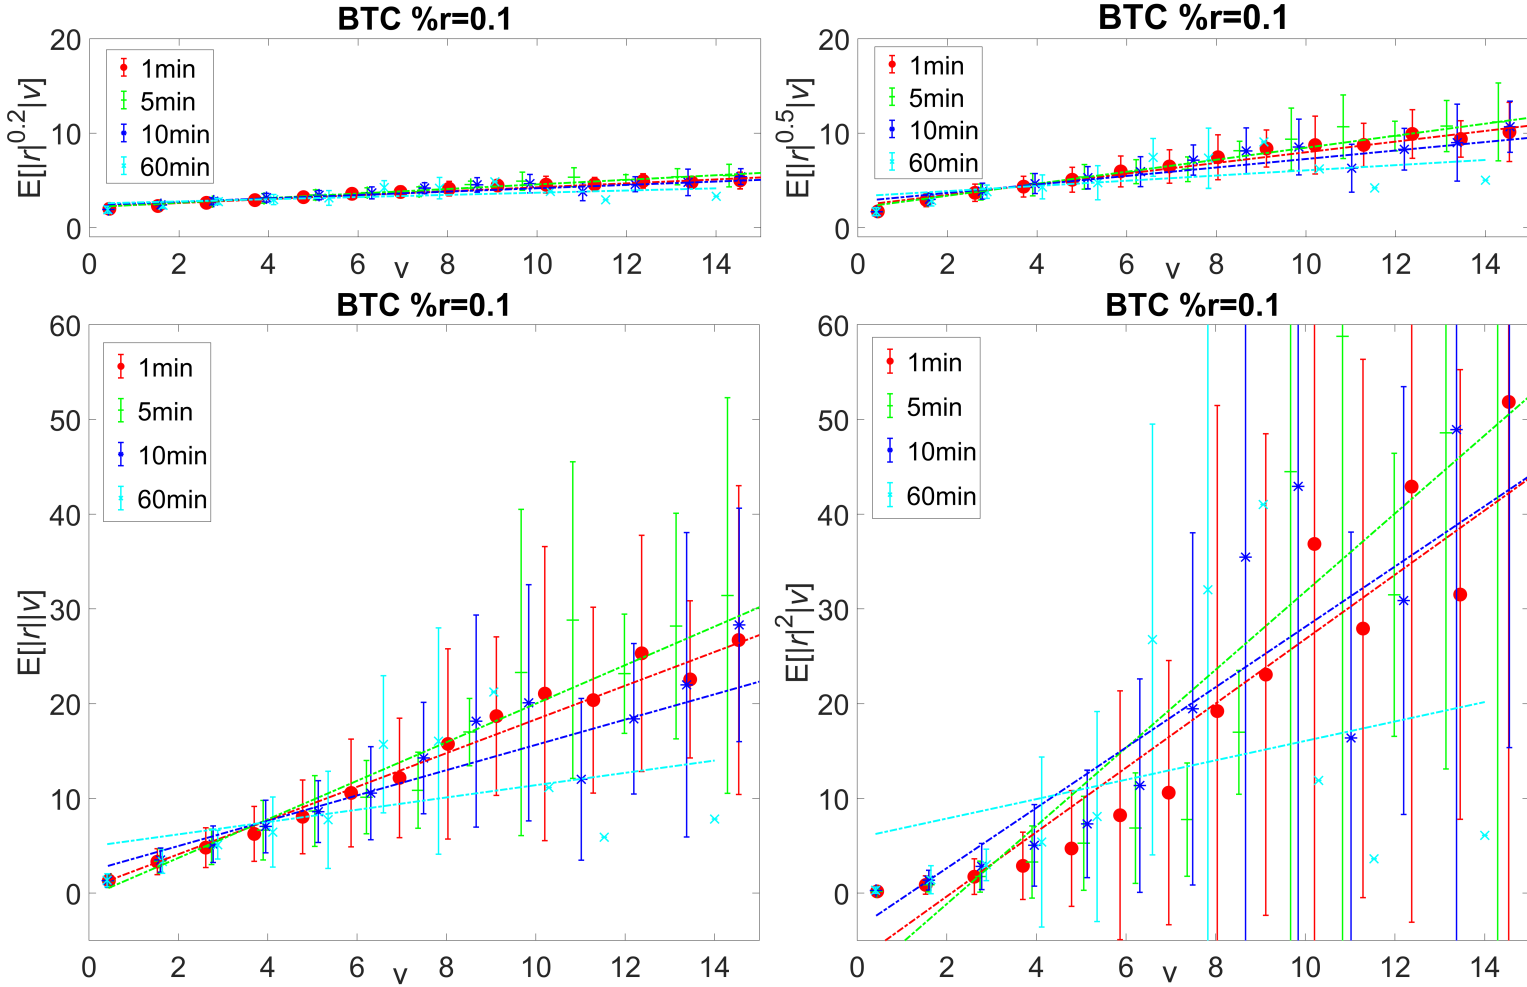 BTC %r=0.1
E[|r|^0.2|v]
20
10
0
1min
5min
10min
60min
0 2 4 6 8 10 12 14
v
BTC %r=0.1
E[|r|^0.5|v]
20
10
0
1min
5min
10min
60min
0 2 4 6 8 10 12 14
v
BTC %r=0.1
E[|r||v]
60
50
40
30
20
10
0
1min
5min
10min
60min
0 2 4 6 8 10 12 14
v
BTC %r=0.1
E[|r|^2|v]
60
50
40
30
20
10
0
1min
5min
10min
60min
0 2 4 6 8 10 12 14
v